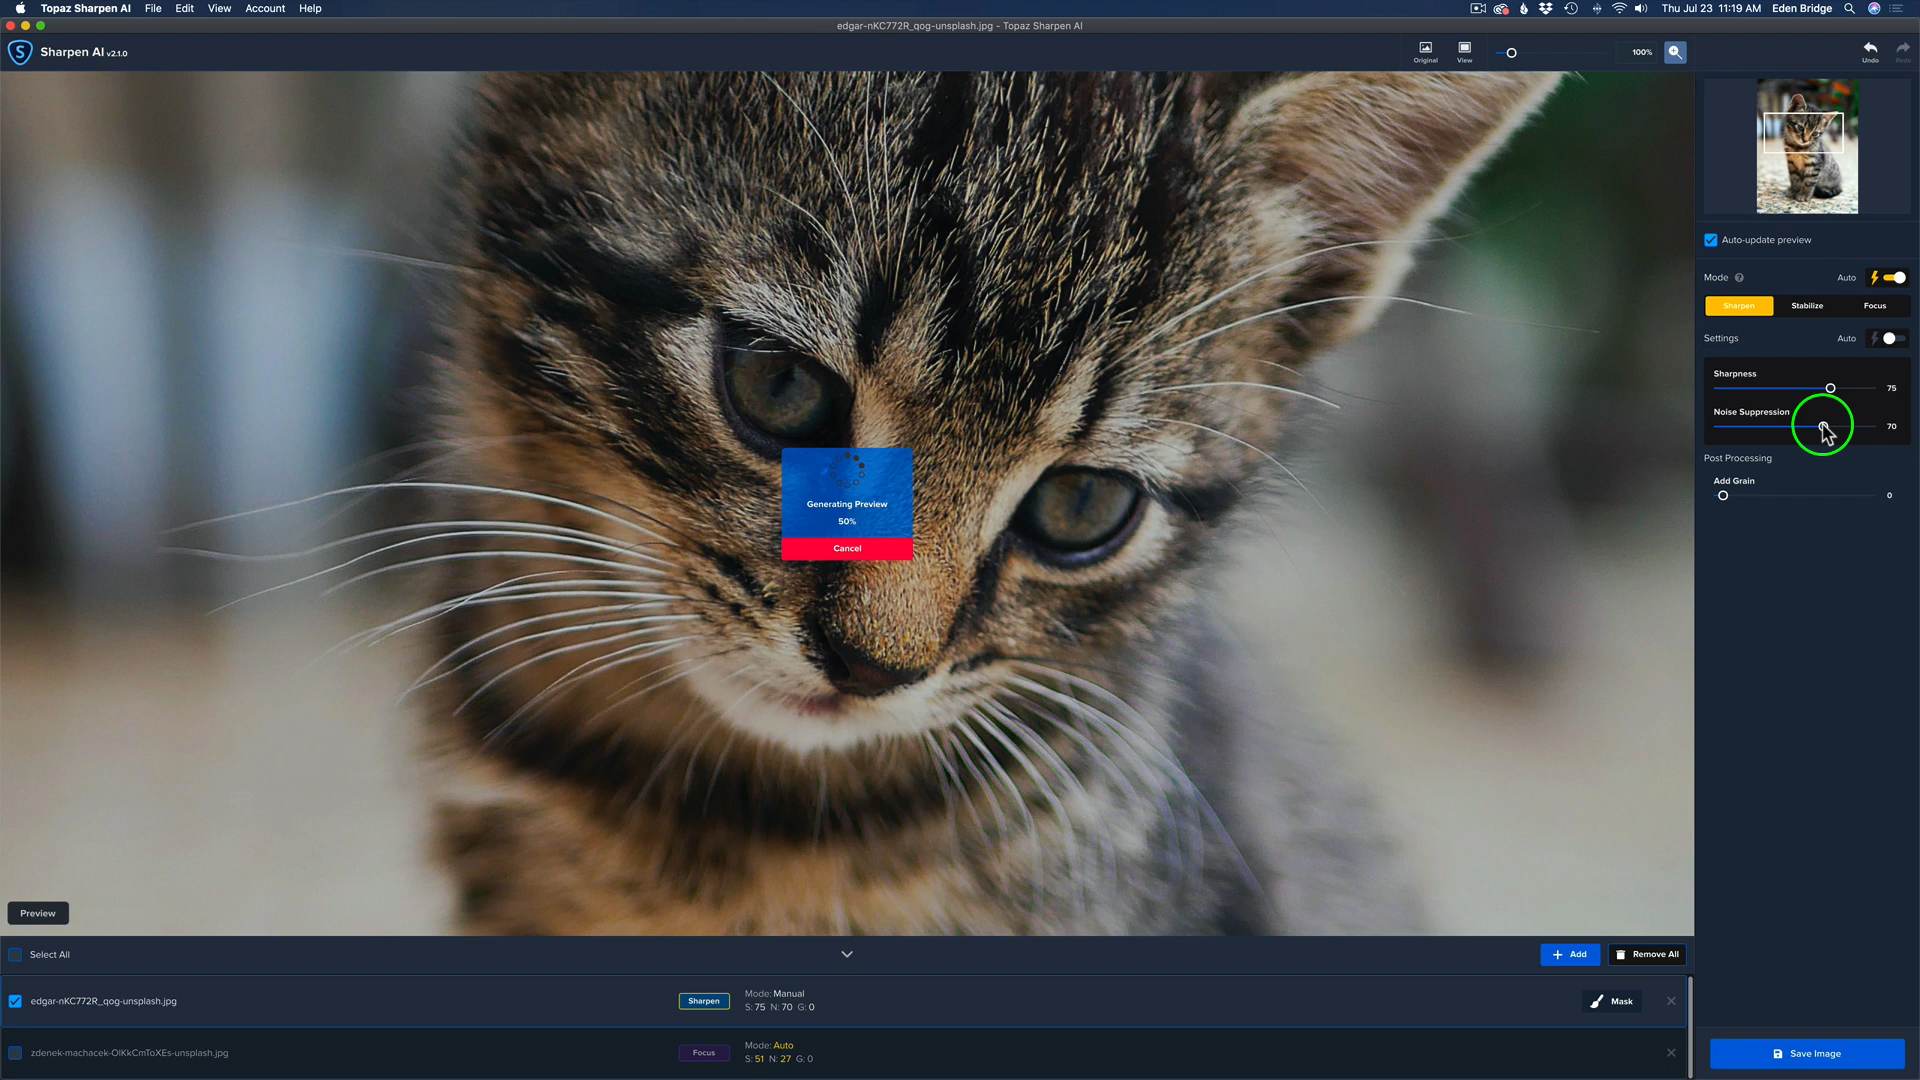 Topaz Sharpen AI File Edit View Account Help Thu Jul 23 11:19 AM Eden Bridge
edgar-nKC772R_qog-unsplash.jpg - Topaz Sharpen AI
S Sharpen AI v2.1.0 Original View 100% Undo Redo
Auto-update preview
Mode ? Auto
Sharpen Stabilize Focus
Settings Auto
Sharpness
75
Noise Suppression
70
Post Processing
Add Grain
0
Generating Preview
50%
Cancel
Preview
Select All + Add Remove All
edgar-nKC772R_qog-unsplash.jpg Sharpen Mode: Manual
S: 75 N: 70 G: 0
Mask
zdenek-machacek-OlKkCmToXEs-unsplash.jpg Focus Mode: Auto
S: 51 N: 27 G: 0
Save Image